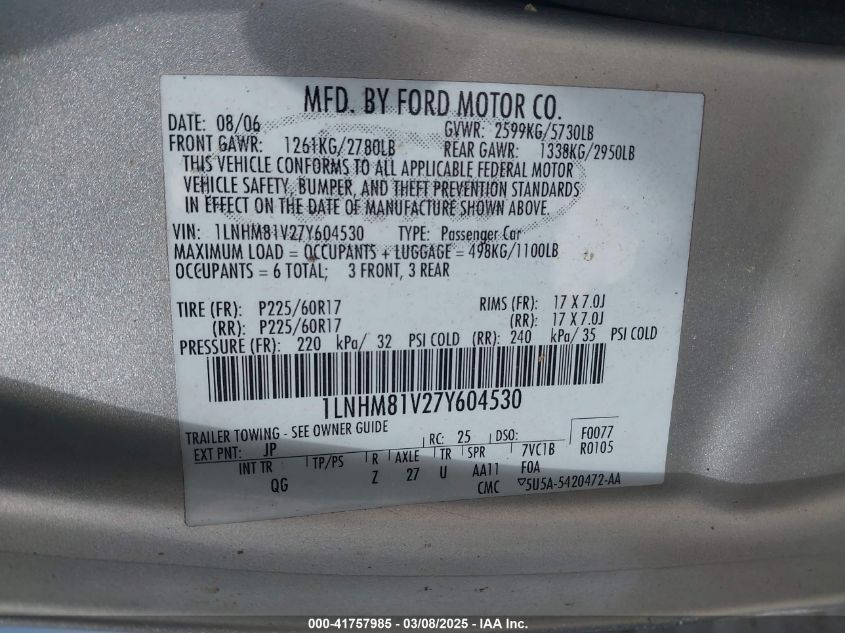 MFD. BY FORD MOTOR CO.
DATE: 08/06 GVWR: 2599KG/5730LB
FRONT GAWR: 1261KG/2780LB REAR GAWR: 1338KG/2950LB
THIS VEHICLE CONFORMS TO ALL APPLICABLE FEDERAL MOTOR
VEHICLE SAFETY, BUMPER, AND THEFT PREVENTION STANDARDS
IN EFFECT ON THE DATE OF MANUFACTURE SHOWN ABOVE.
VIN: 1LNHM81V27Y604530 TYPE: Passenger Car
MAXIMUM LOAD = OCCUPANTS + LUGGAGE = 498KG/1100LB
OCCUPANTS = 6 TOTAL; 3 FRONT, 3 REAR
TIRE (FR): P225/60R17 RIMS (FR): 17 X 7.0J
(RR): P225/60R17 (RR): 17 X 7.0J
PRESSURE (FR): 220 kPa/ 32 PSI COLD (RR): 240 kPa/ 35 PSI COLD
1LNHM81V27Y604530
TRAILER TOWING - SEE OWNER GUIDE
EXT PNT: JP RC: 25 DSO: F0077
R0105
INT TR TP/PS R AXLE TR SPR 7VC1B
QG Z 27 U AA11 FOA
CMC ▽5U5A-5420472-AA
000-41757985 | 03/08/2025 - IAA Inc.